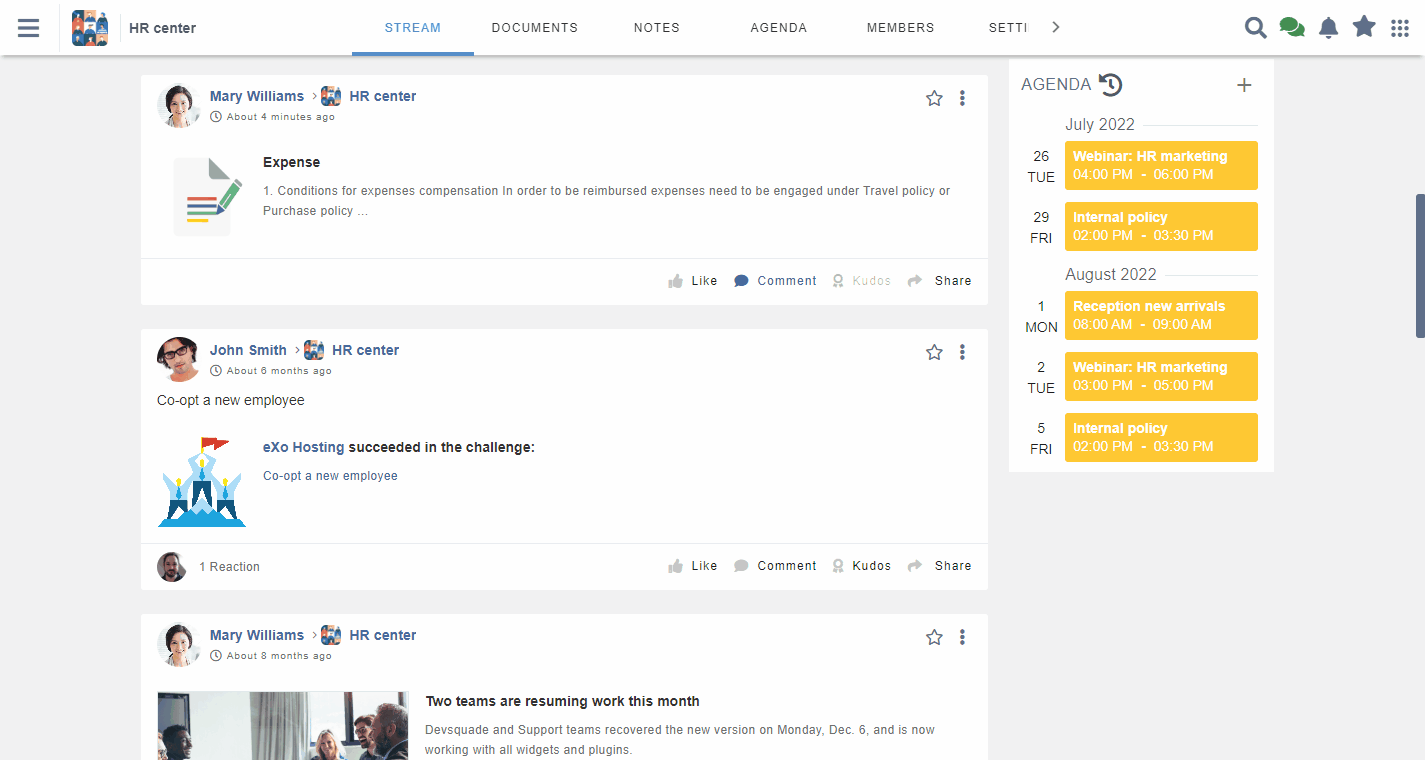 HR center
STREAM
DOCUMENTS
NOTES
AGENDA
MEMBERS
SETTI
Mary Williams > HR center
About 4 minutes ago
Expense
1. Conditions for expenses compensation In order to be reimbursed expenses need to be engaged under Travel policy or
Purchase policy ...
Like Comment Kudos Share
John Smith > HR center
About 6 months ago
Co-opt a new employee
eXo Hosting succeeded in the challenge:
Co-opt a new employee
1 Reaction
Like Comment Kudos Share
Mary Williams > HR center
About 8 months ago
Two teams are resuming work this month
Devsquade and Support teams recovered the new version on Monday, Dec. 6, and is now
working with all widgets and plugins.
AGENDA
July 2022
26 TUE
Webinar: HR marketing
04:00 PM - 06:00 PM
29 FRI
Internal policy
02:00 PM - 03:30 PM
August 2022
1 MON
Reception new arrivals
08:00 AM - 09:00 AM
2 TUE
Webinar: HR marketing
03:00 PM - 05:00 PM
5 FRI
Internal policy
02:00 PM - 03:30 PM